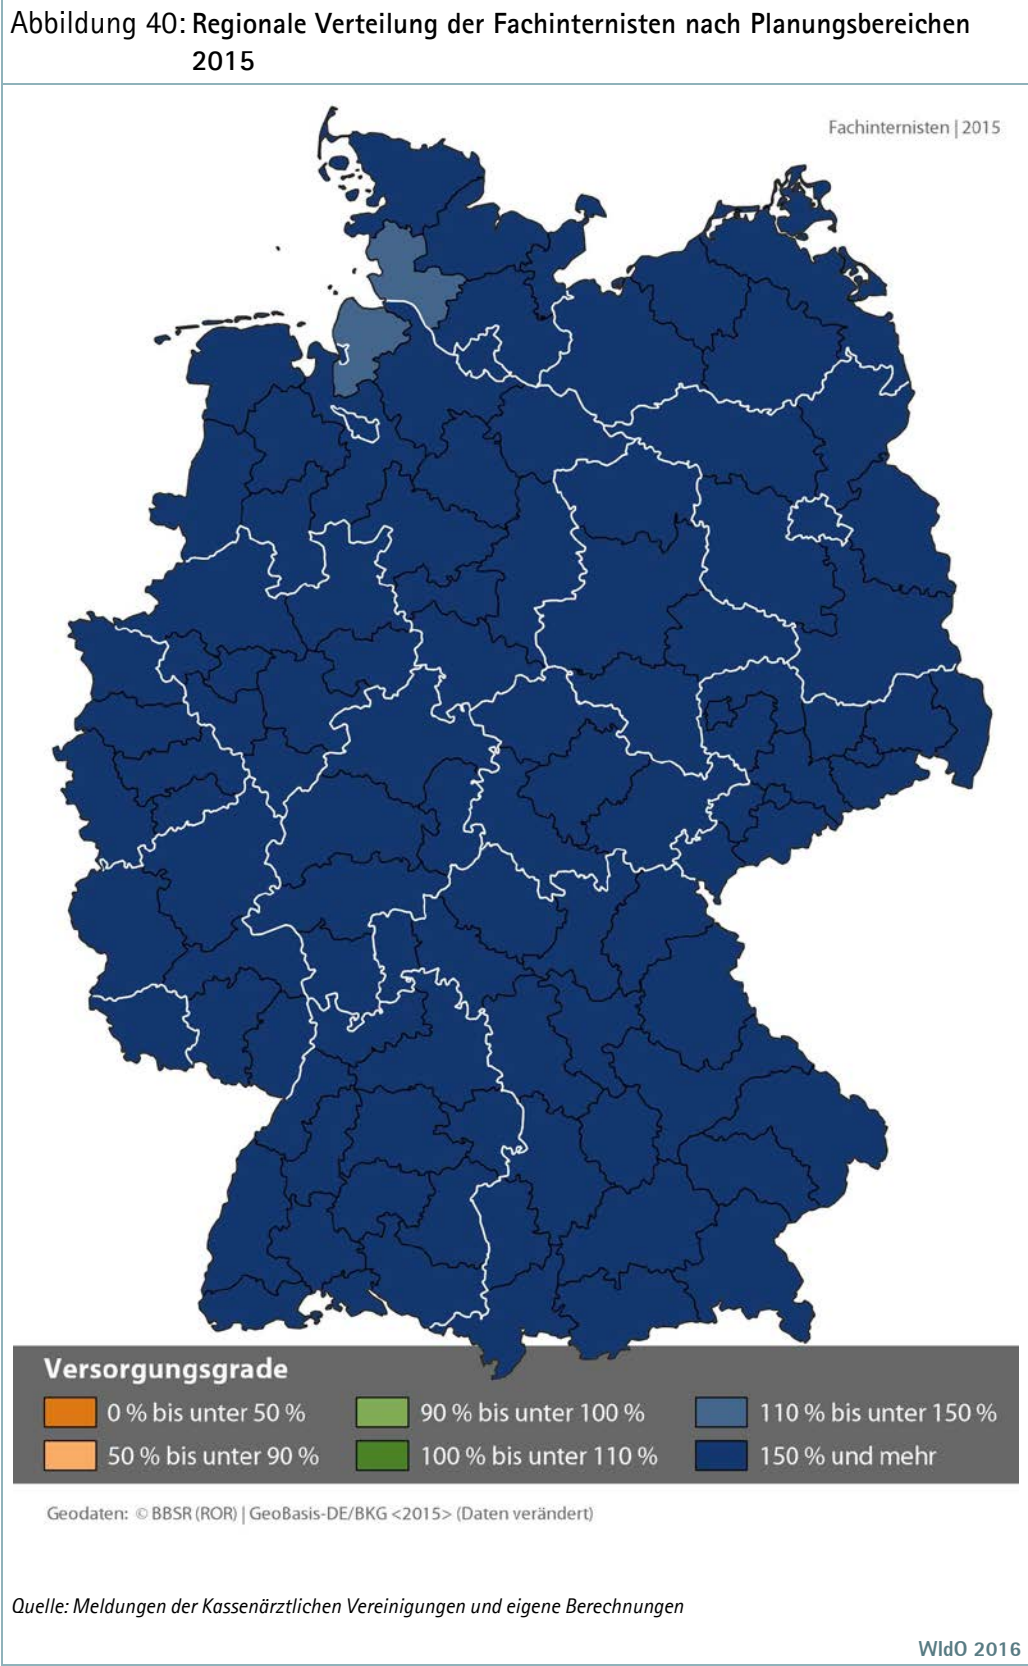 Abbildung 40: Regionale Verteilung der Fachinternisten nach Planungsbereichen
2015
Fachinternisten | 2015
Versorgungsgrade
0 % bis unter 50 %
90 % bis unter 100 %
110 % bis unter 150 %
50 % bis unter 90 %
100 % bis unter 110 %
150 % und mehr
Geodaten: © BBSR (ROR) | GeoBasis-DE/BKG <2015> (Daten verändert)
Quelle: Meldungen der Kassenärztlichen Vereinigungen und eigene Berechnungen
WIdO 2016